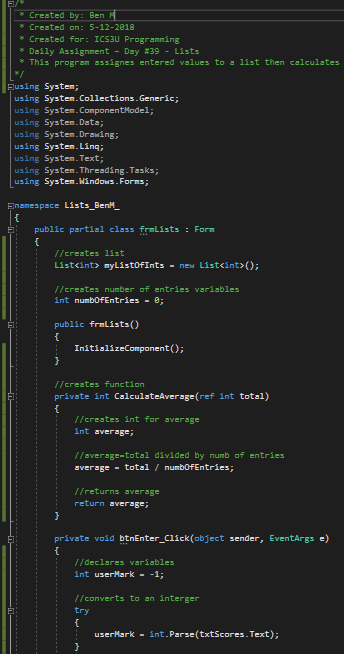 /*
* Created by: Ben M
* Created on: 5-12-2018
* Created for: ICS3U Programming
* Daily Assignment – Day #39 - Lists
* This program assignes entered values to a list then calculates
*/
using System;
using System.Collections.Generic;
using System.ComponentModel;
using System.Data;
using System.Drawing;
using System.Linq;
using System.Text;
using System.Threading.Tasks;
using System.Windows.Forms;
namespace Lists_BenM_
{
public partial class frmLists : Form
{
//creates list
List<int> myListOfInts = new List<int>();
//creates number of entries variables
int numbOfEntries = 0;
public frmLists()
{
InitializeComponent();
}
//creates function
private int CalculateAverage(ref int total)
{
//creates int for average
int average;
//average=total divided by numb of entries
average = total / numbOfEntries;
//returns average
return average;
}
private void btnEnter_Click(object sender, EventArgs e)
{
//declares variables
int userMark = -1;
//converts to an interger
try
{
userMark = int.Parse(txtScores.Text);
}